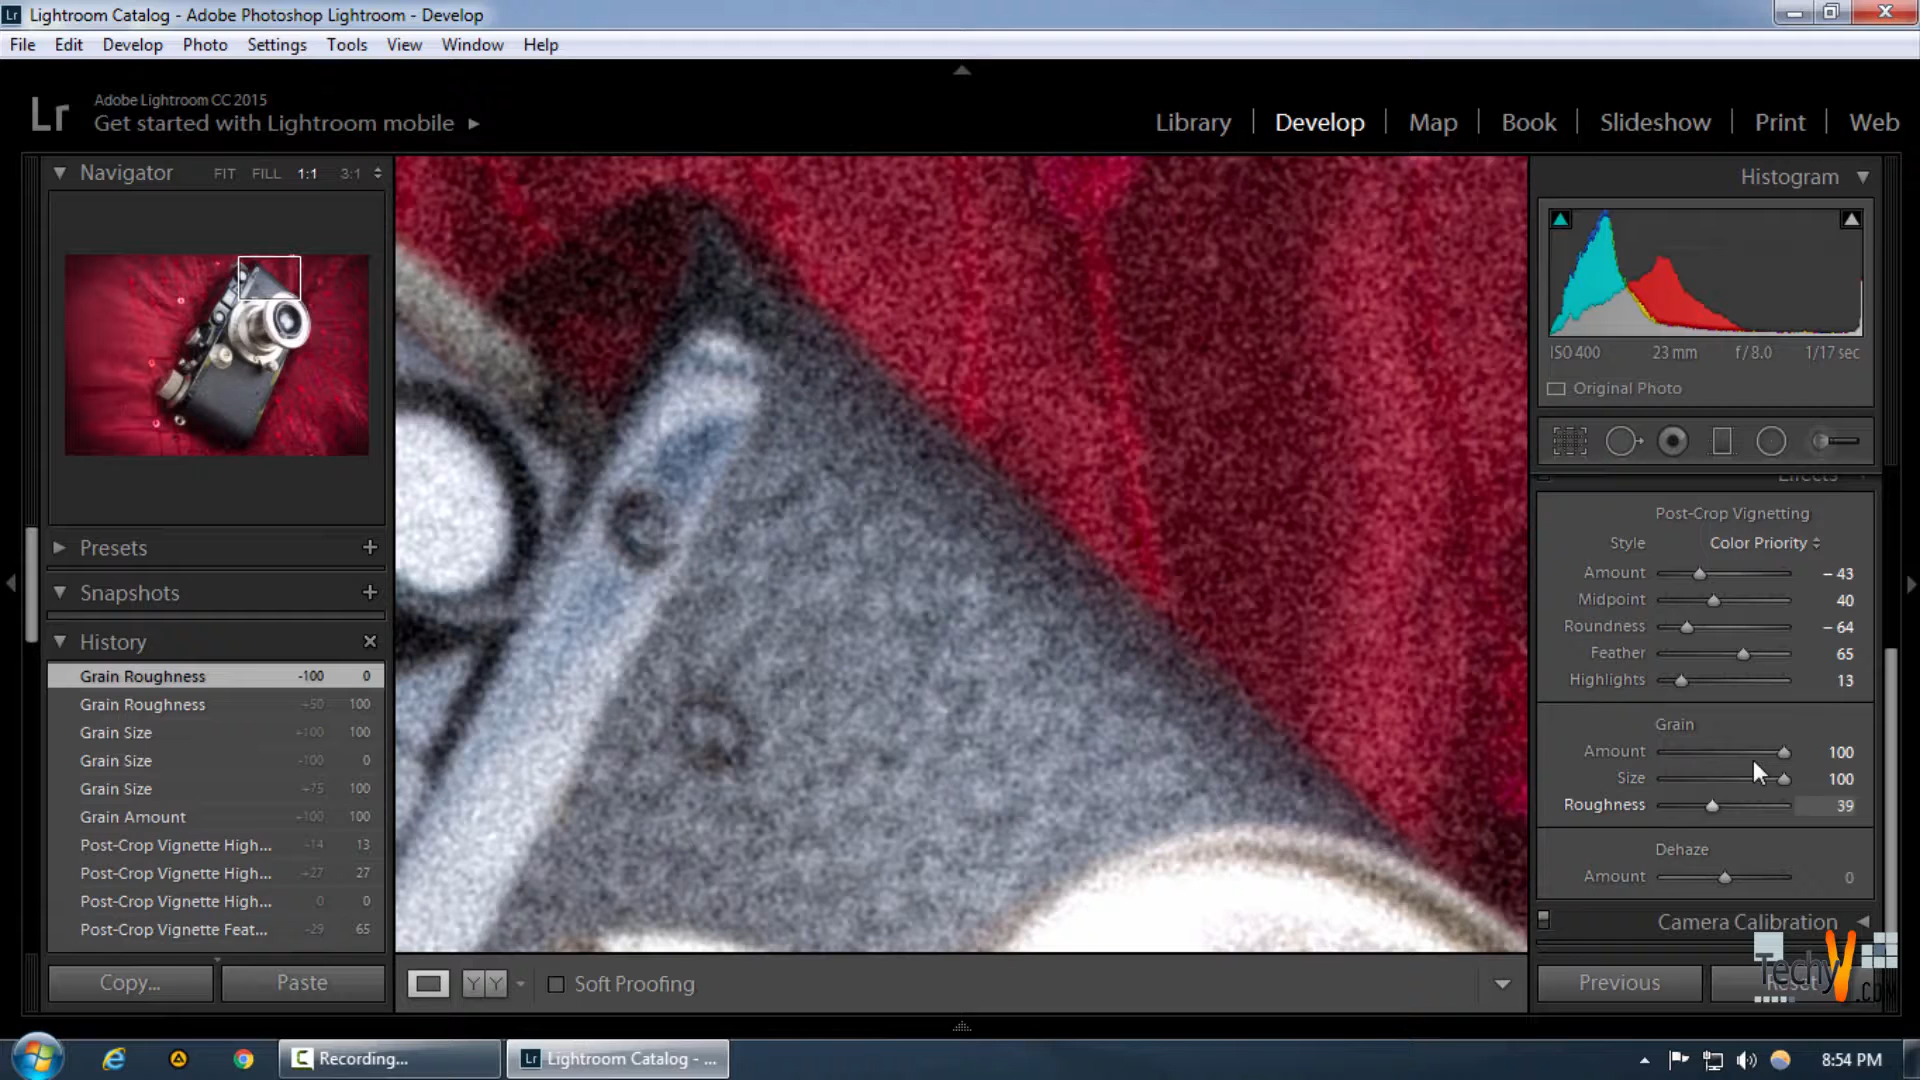 Lr Lightroom Catalog - Adobe Photoshop Lightroom - Develop
File Edit Develop Photo Settings Tools View Window Help
Lr
Adobe Lightroom CC 2015
Get started with Lightroom mobile
Library | Develop | Map | Book | Slideshow | Print | Web
Navigator FIT FILL 1:1 3:1
Presets +
Snapshots +
History ×
Grain Roughness -100 0
Grain Roughness +50 100
Grain Size +100 100
Grain Size -100 0
Grain Size +75 100
Grain Amount +100 100
Post-Crop Vignette High... -14 13
Post-Crop Vignette High... +27 27
Post-Crop Vignette High... 0 0
Post-Crop Vignette Feat... -29 65
Copy... Paste
YY Soft Proofing
Histogram
ISO 400 23 mm f / 8.0 1/17 sec
Original Photo
Effects
Post-Crop Vignetting
Style Color Priority
Amount – 43
Midpoint 40
Roundness – 64
Feather 65
Highlights 13
Grain
Amount 100
Size 100
Roughness 39
Dehaze
Amount 0
Camera Calibration
Previous Reset
TechyV.COM
Recording...
Lr Lightroom Catalog - ...
8:54 PM